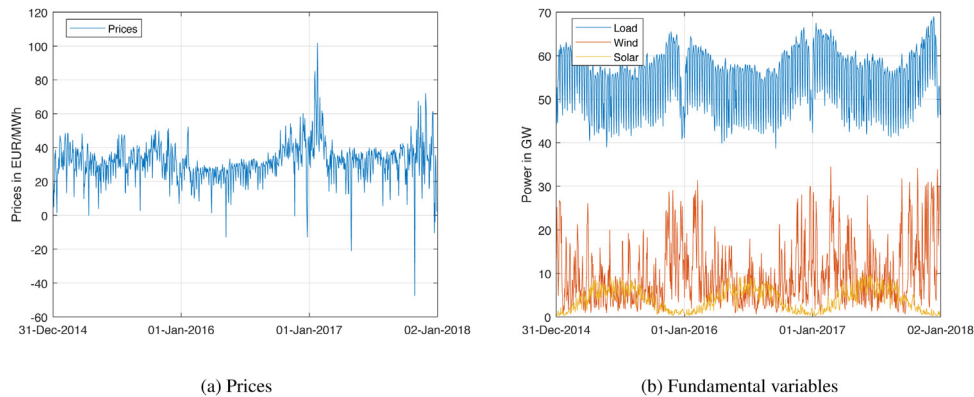 Prices
120
100
80
60
40
20
0
-20
-40
-60
Prices in EUR/MWh
31-Dec-2014 01-Jan-2016 01-Jan-2017 02-Jan-2018
(a) Prices
Load
Wind
Solar
70
60
50
40
30
20
10
0
Power in GW
31-Dec-2014 01-Jan-2016 01-Jan-2017 02-Jan-2018
(b) Fundamental variables